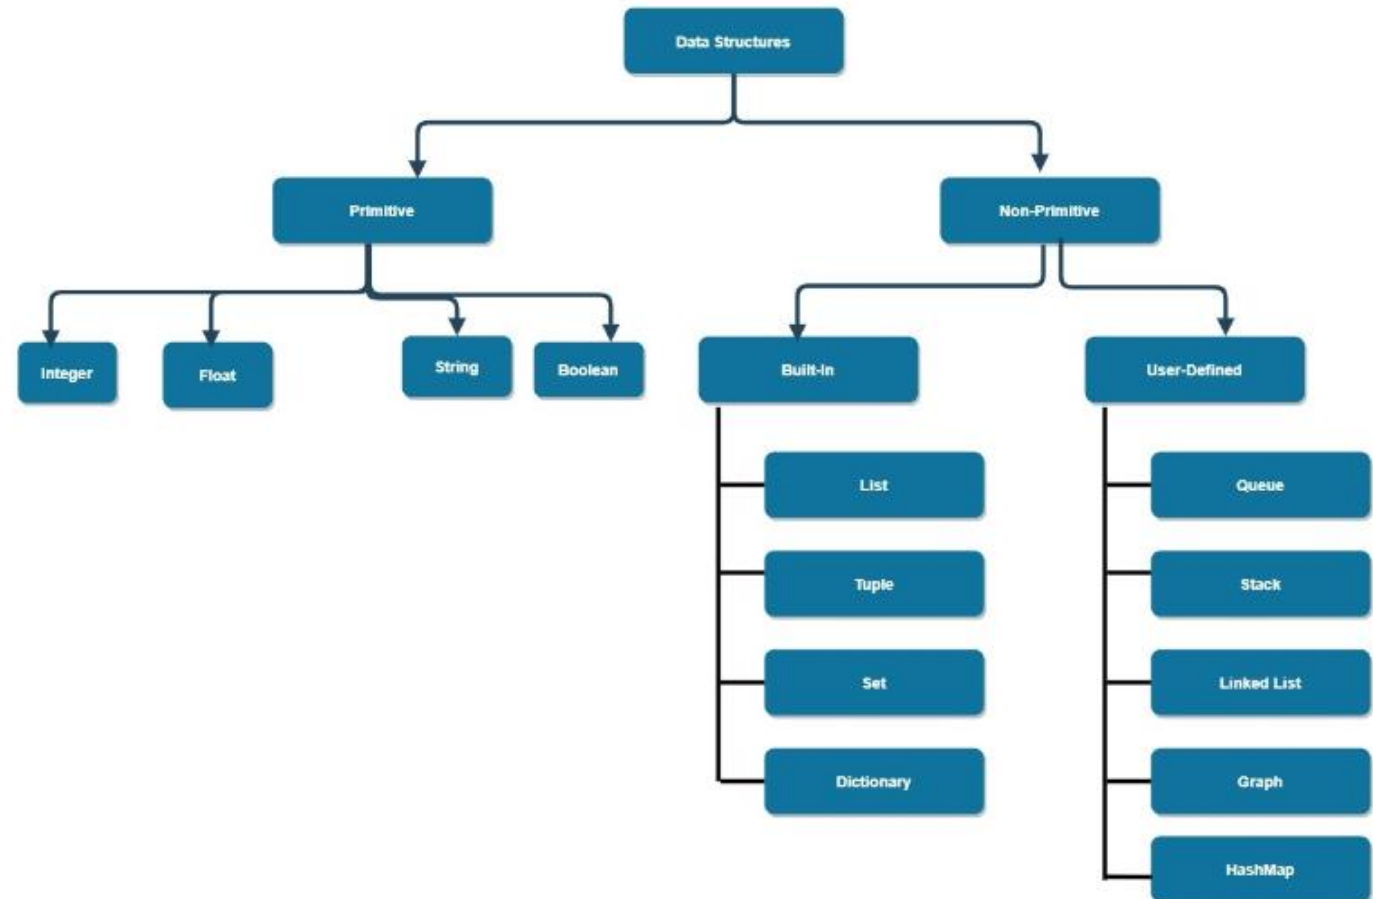 Data Structures
Primitive
Non-Primitive
Integer
Float
String
Boolean
Built-In
User-Defined
List
Queue
Tuple
Stack
Set
Linked List
Dictionary
Graph
HashMap